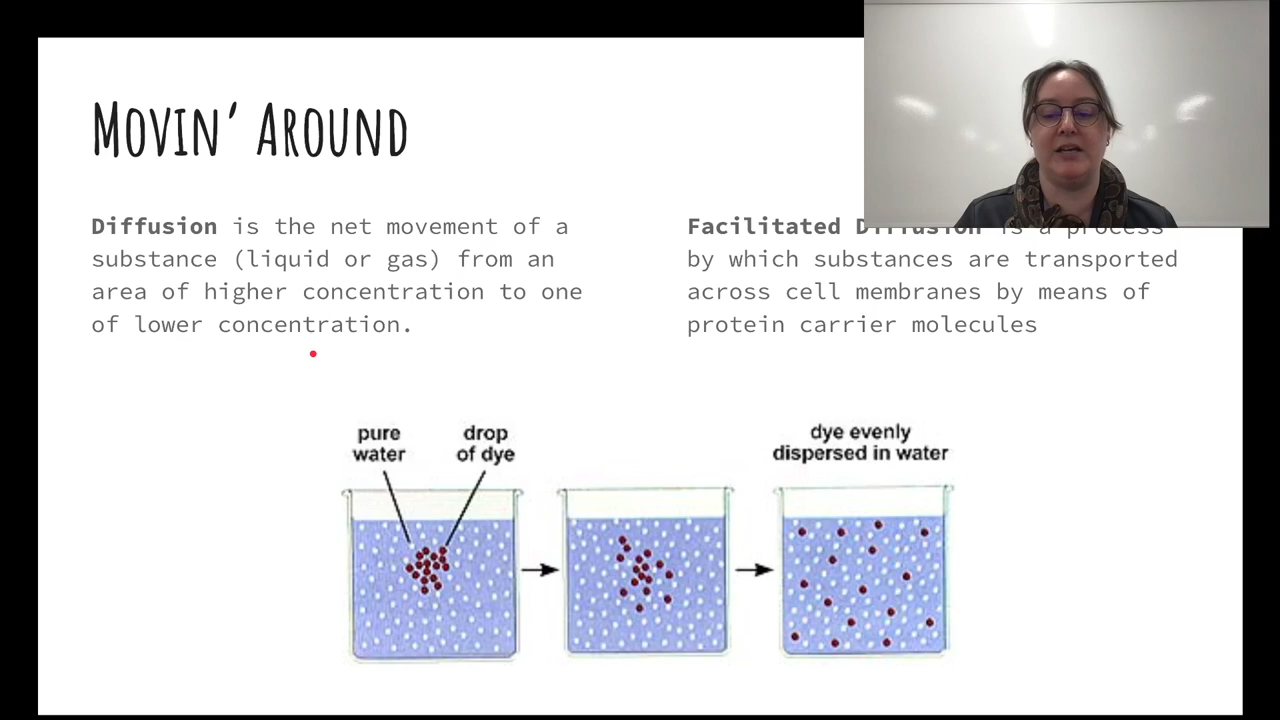 Movin' Around
Diffusion is the net movement of a
substance (liquid or gas) from an
area of higher concentration to one
of lower concentration.
Facilitated Diffusion is a process
by which substances are transported
across cell membranes by means of
protein carrier molecules
pure
water
drop
of dye
dye evenly
dispersed in water